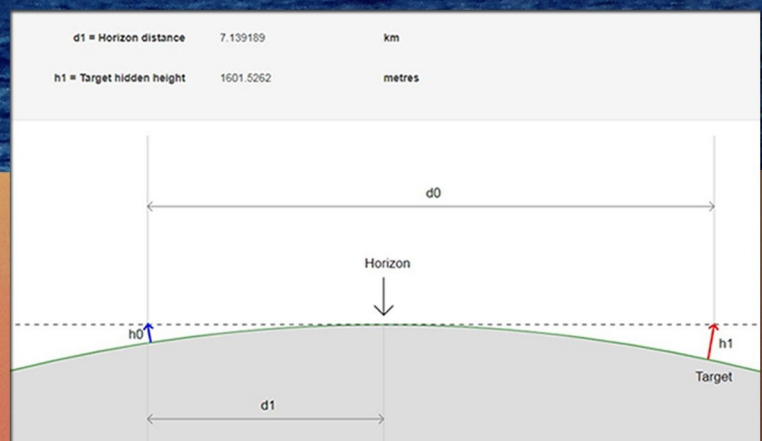 d1 = Horizon distance 7.139189 km
h1 = Target hidden height 1601.5262 metres
d0
Horizon
h0
h1
Target
d1